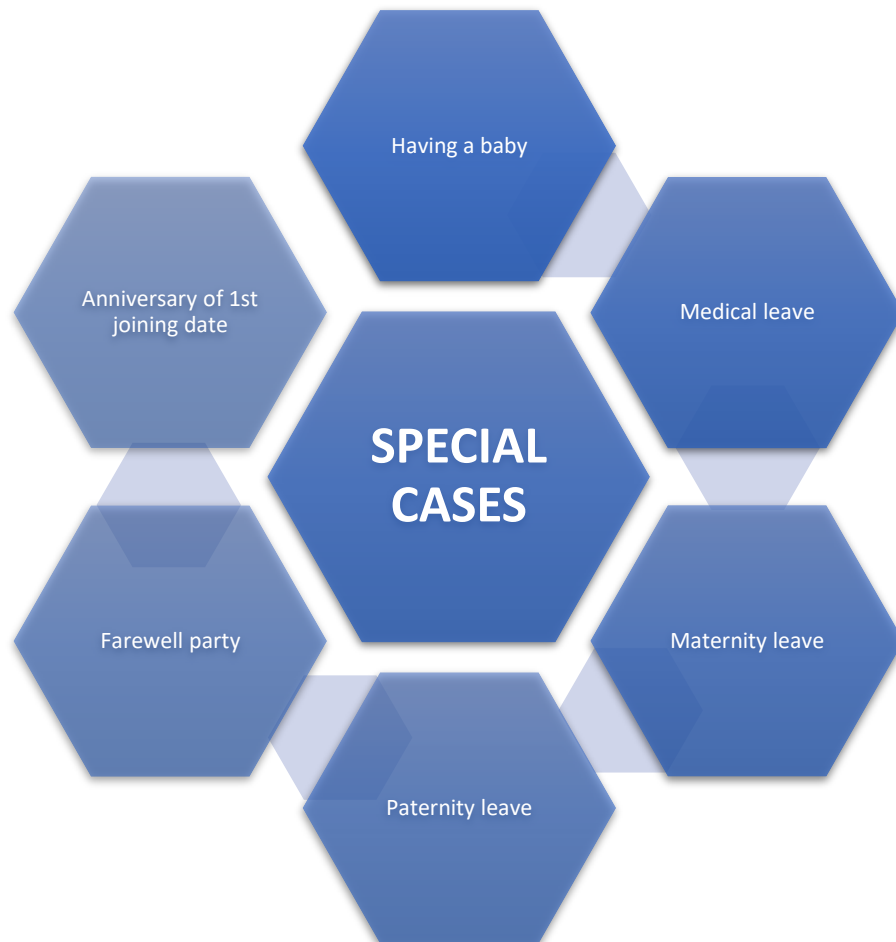 Having a baby
Anniversary of 1st
joining date
Medical leave
SPECIAL
CASES
Farewell party
Maternity leave
Paternity leave